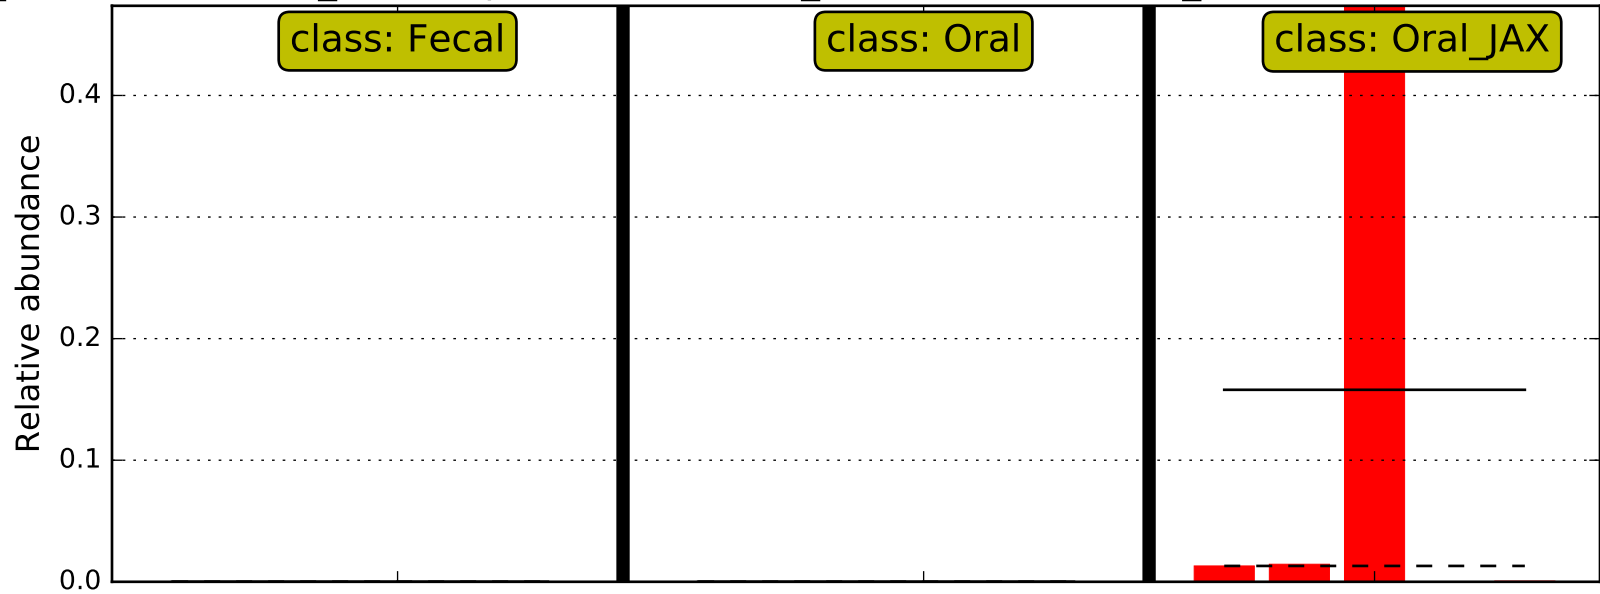 class: Fecal
class: Oral
class: Oral_JAX
Relative abundance
0.4
0.3
0.2
0.1
0.0